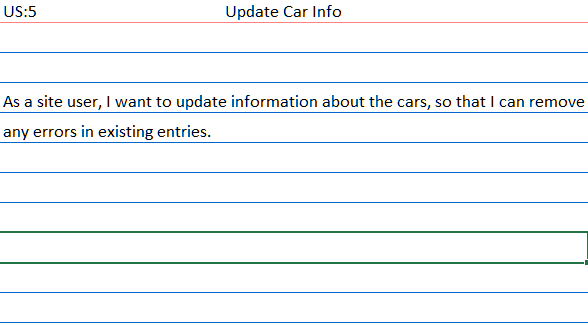 US:5 Update Car Info
As a site user, I want to update information about the cars, so that I can remove
any errors in existing entries.